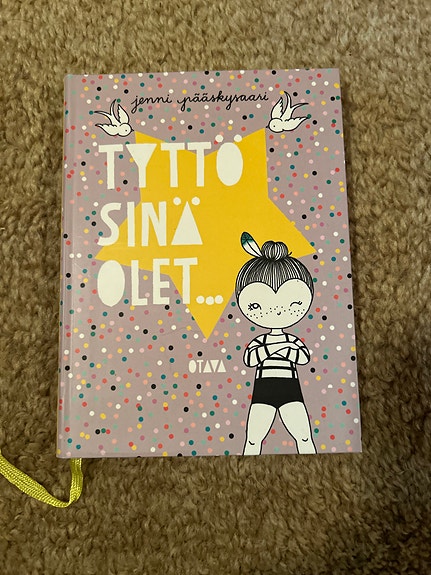 jenni pääskysaari
TYTTÖ
SINÄ
OLET...
OTAVA